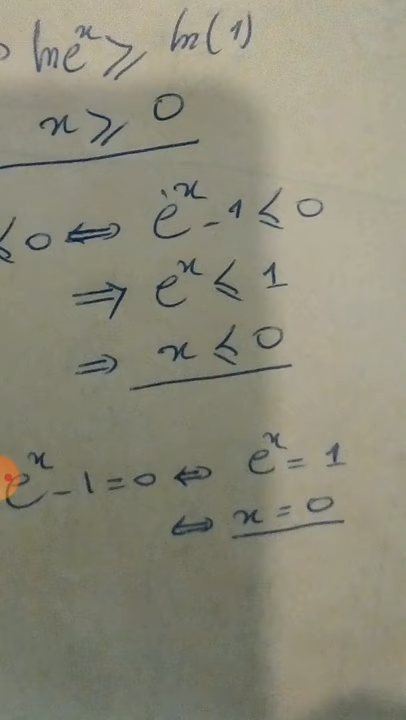 ln e^x ⩾ ln(1)
x ⩾ 0
⩽ 0 ⇔ e^x - 1 ⩽ 0
⇒ e^x ⩽ 1
⇒ x ⩽ 0
e^x - 1 = 0 ⇔ e^x = 1
⇔ x = 0